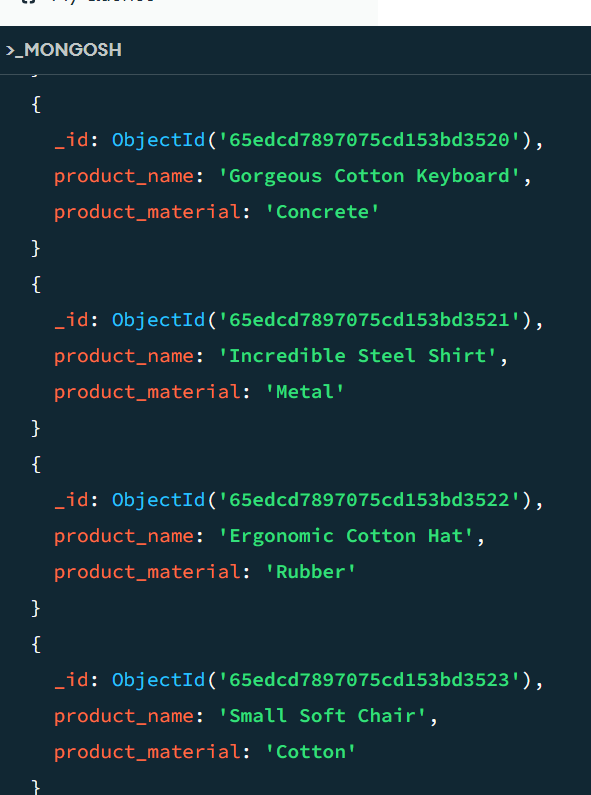 >_MONGOSH
{
_id: ObjectId('65edcd7897075cd153bd3520'),
product_name: 'Gorgeous Cotton Keyboard',
product_material: 'Concrete'
}
{
_id: ObjectId('65edcd7897075cd153bd3521'),
product_name: 'Incredible Steel Shirt',
product_material: 'Metal'
}
{
_id: ObjectId('65edcd7897075cd153bd3522'),
product_name: 'Ergonomic Cotton Hat',
product_material: 'Rubber'
}
{
_id: ObjectId('65edcd7897075cd153bd3523'),
product_name: 'Small Soft Chair',
product_material: 'Cotton'
}